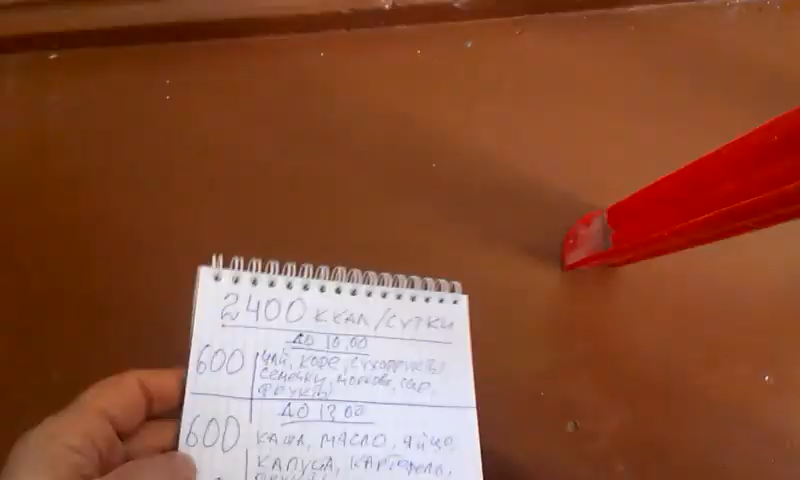 2400 ККАЛ/СУТКИ
ДО 10.00
600 ЧАЙ, КОФЕ, СУХОФРУКТЫ
СЕМЕЧКИ, МОРКОВЬ,
ФРУКТЫ
ДО 13.00
600 КАША, МАСЛО, ЯЙЦО,
КАПУСТА, КАРТОФЕЛЬ,